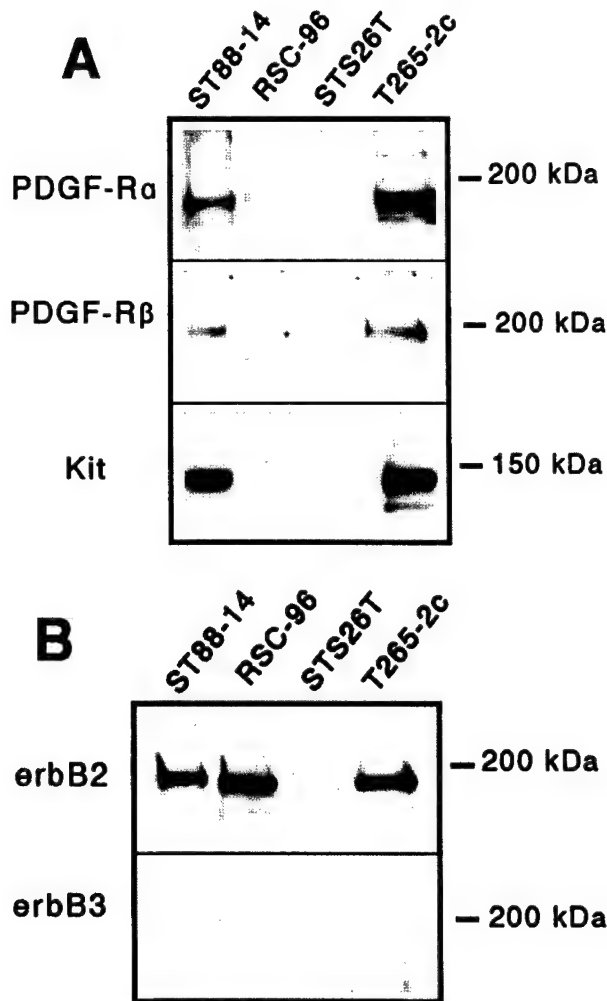 A
ST88-14 RSC-96 STS26T T265-2c
PDGF-Rα
200 kDa
PDGF-Rβ
200 kDa
Kit
150 kDa
B
ST88-14 RSC-96 STS26T T265-2c
erbB2
200 kDa
erbB3
200 kDa